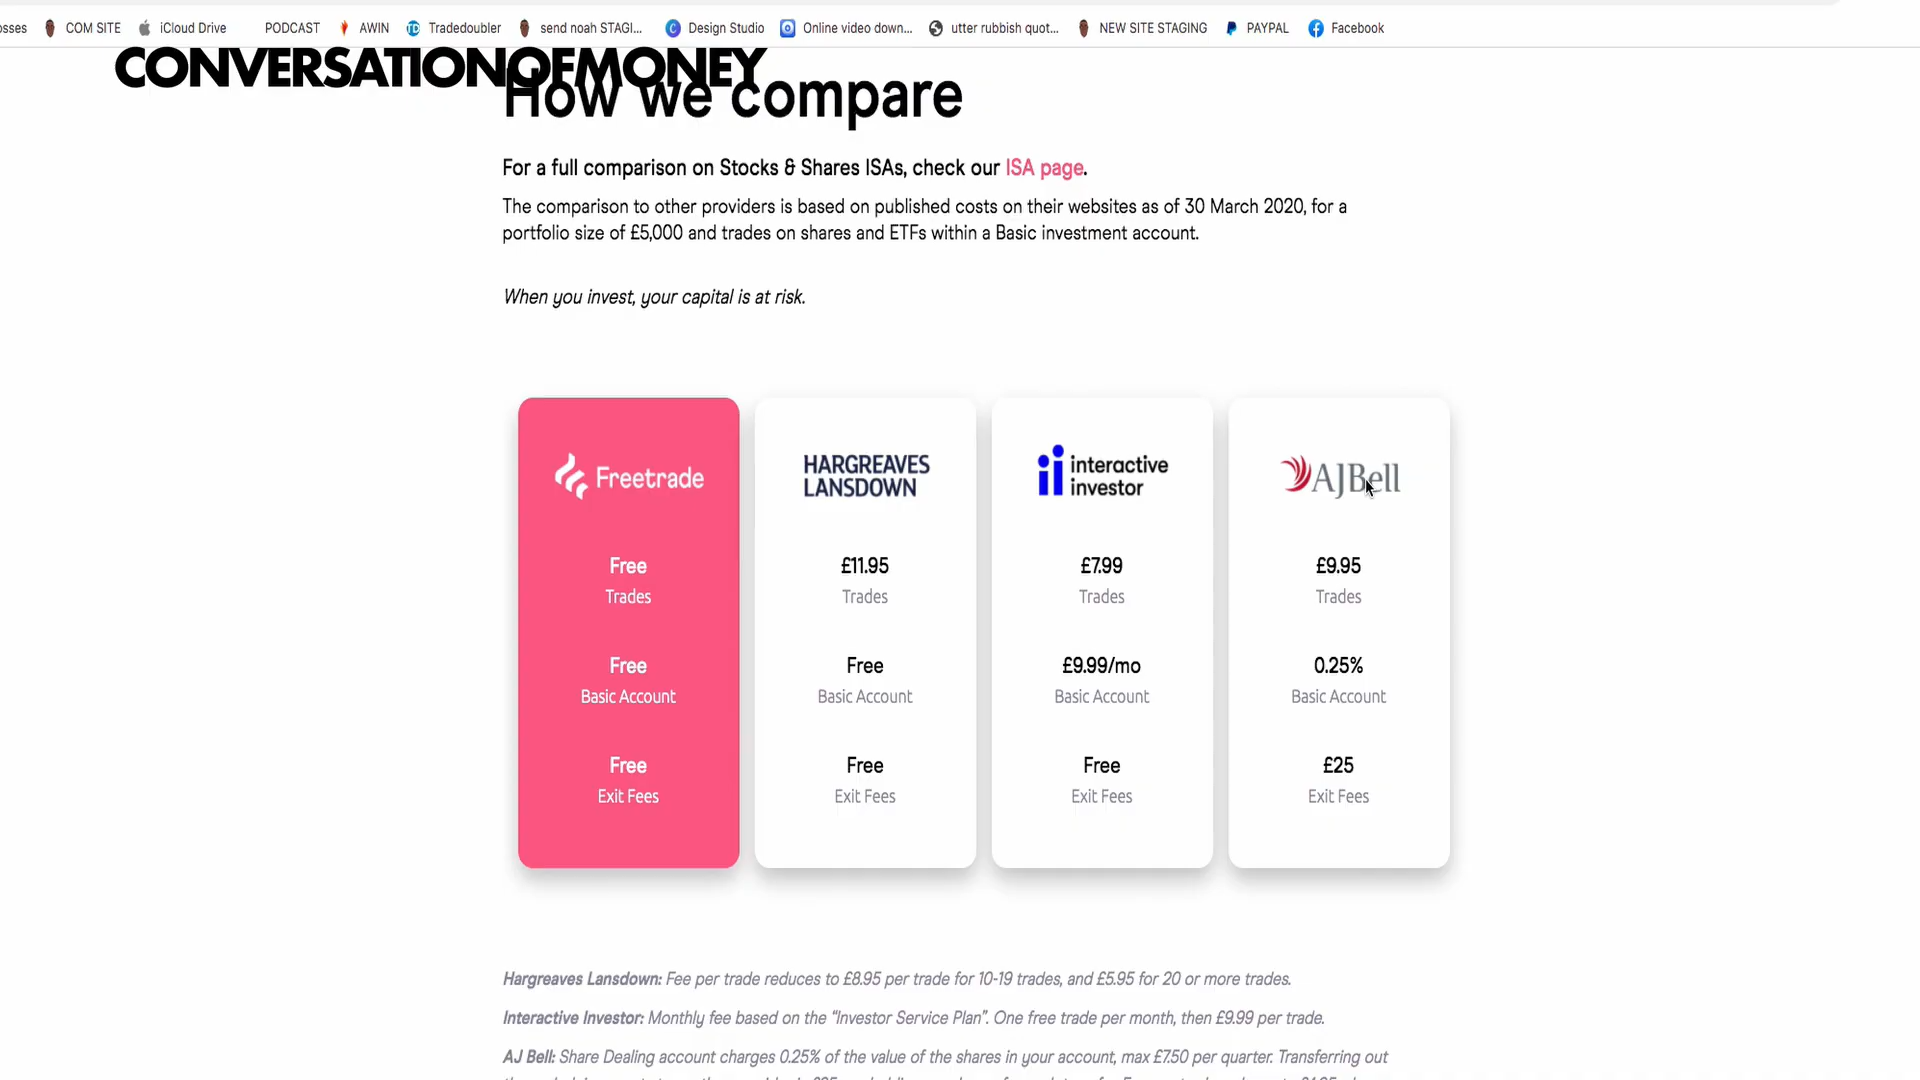 osses COM SITE iCloud Drive PODCAST AWIN Tradedoubler send noah STAGI... Design Studio Online video down... utter rubbish quot... NEW SITE STAGING PAYPAL Facebook
CONVERSATIONOFMONEY
How we compare
For a full comparison on Stocks & Shares ISAs, check our ISA page.
The comparison to other providers is based on published costs on their websites as of 30 March 2020, for a
portfolio size of £5,000 and trades on shares and ETFs within a Basic investment account.
When you invest, your capital is at risk.
Freetrade
Free
Trades
Free
Basic Account
Free
Exit Fees
HARGREAVES
LANSDOWN
£11.95
Trades
Free
Basic Account
Free
Exit Fees
interactive
investor
£7.99
Trades
£9.99/mo
Basic Account
Free
Exit Fees
AJBell
£9.95
Trades
0.25%
Basic Account
£25
Exit Fees
Hargreaves Lansdown: Fee per trade reduces to £8.95 per trade for 10-19 trades, and £5.95 for 20 or more trades.
Interactive Investor: Monthly fee based on the “Investor Service Plan”. One free trade per month, then £9.99 per trade.
AJ Bell: Share Dealing account charges 0.25% of the value of the shares in your account, max £7.50 per quarter. Transferring out